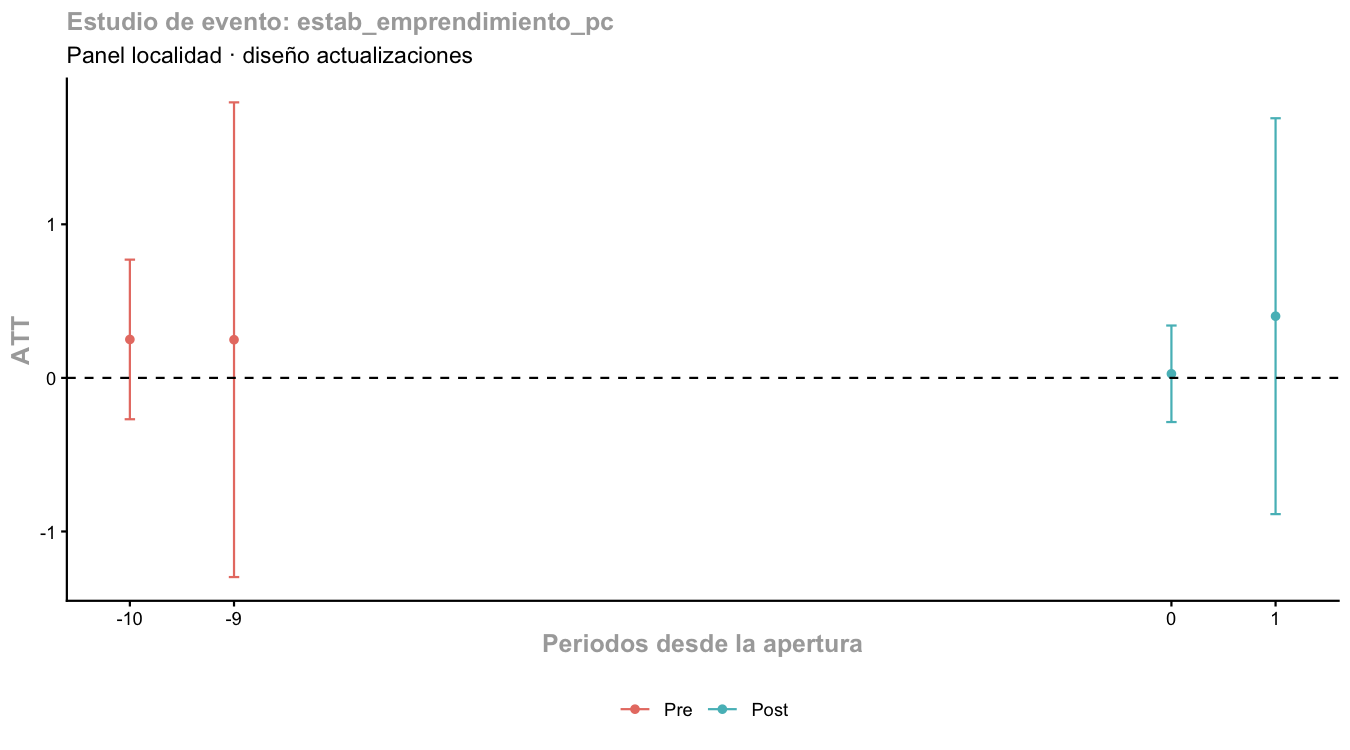 Estudio de evento: estab_emprendimiento_pc
Panel localidad · diseño actualizaciones
ATT
1
0
-1
-10 -9 0 1
Periodos desde la apertura
Pre Post